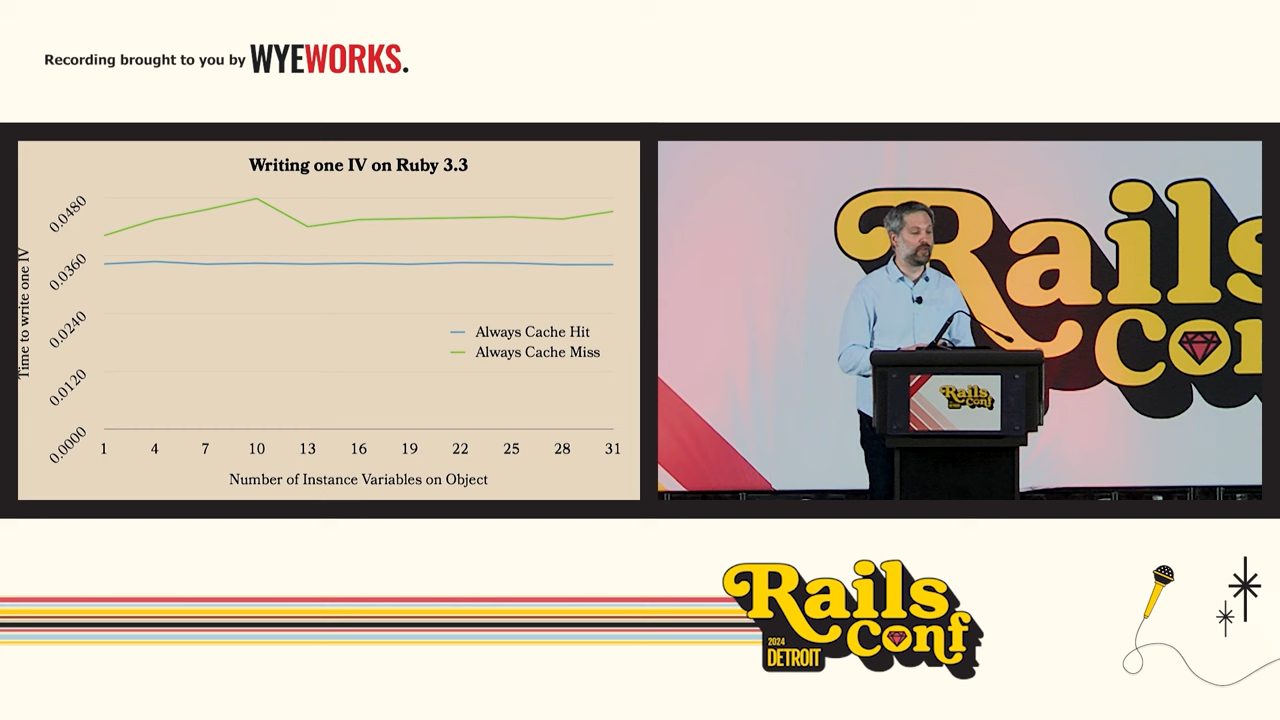 Recording brought to you by WYEWORKS.
Writing one IV on Ruby 3.3
Time to write one IV
0.0480
0.0360
0.0240
0.0120
0.0000
Always Cache Hit
Always Cache Miss
1 4 7 10 13 16 19 22 25 28 31
Number of Instance Variables on Object
Rails
Con
Rails
Conf
Rails
Conf
2024
DETROIT